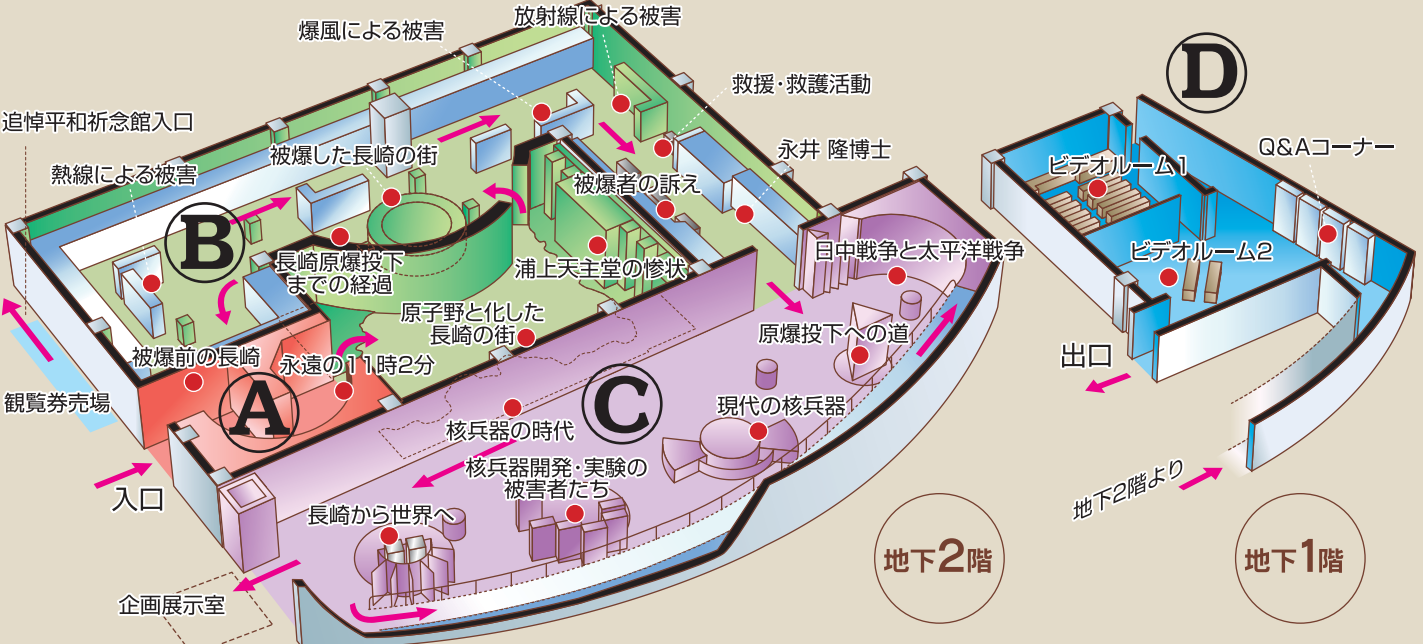 爆風による被害
放射線による被害
救援・救護活動
追悼平和祈念館入口
熱線による被害
被爆した長崎の街
永井 隆博士
被爆者の訴え
B
長崎原爆投下
までの経過
浦上天主堂の惨状
日中戦争と太平洋戦争
原子野と化した
長崎の街
原爆投下への道
被爆前の長崎
永遠の11時2分
観覧券売場
A
C
現代の核兵器
核兵器の時代
核兵器開発・実験の
被害者たち
入口
長崎から世界へ
企画展示室
地下2階
D
ビデオルーム1
Q&Aコーナー
ビデオルーム2
出口
地下2階より
地下1階